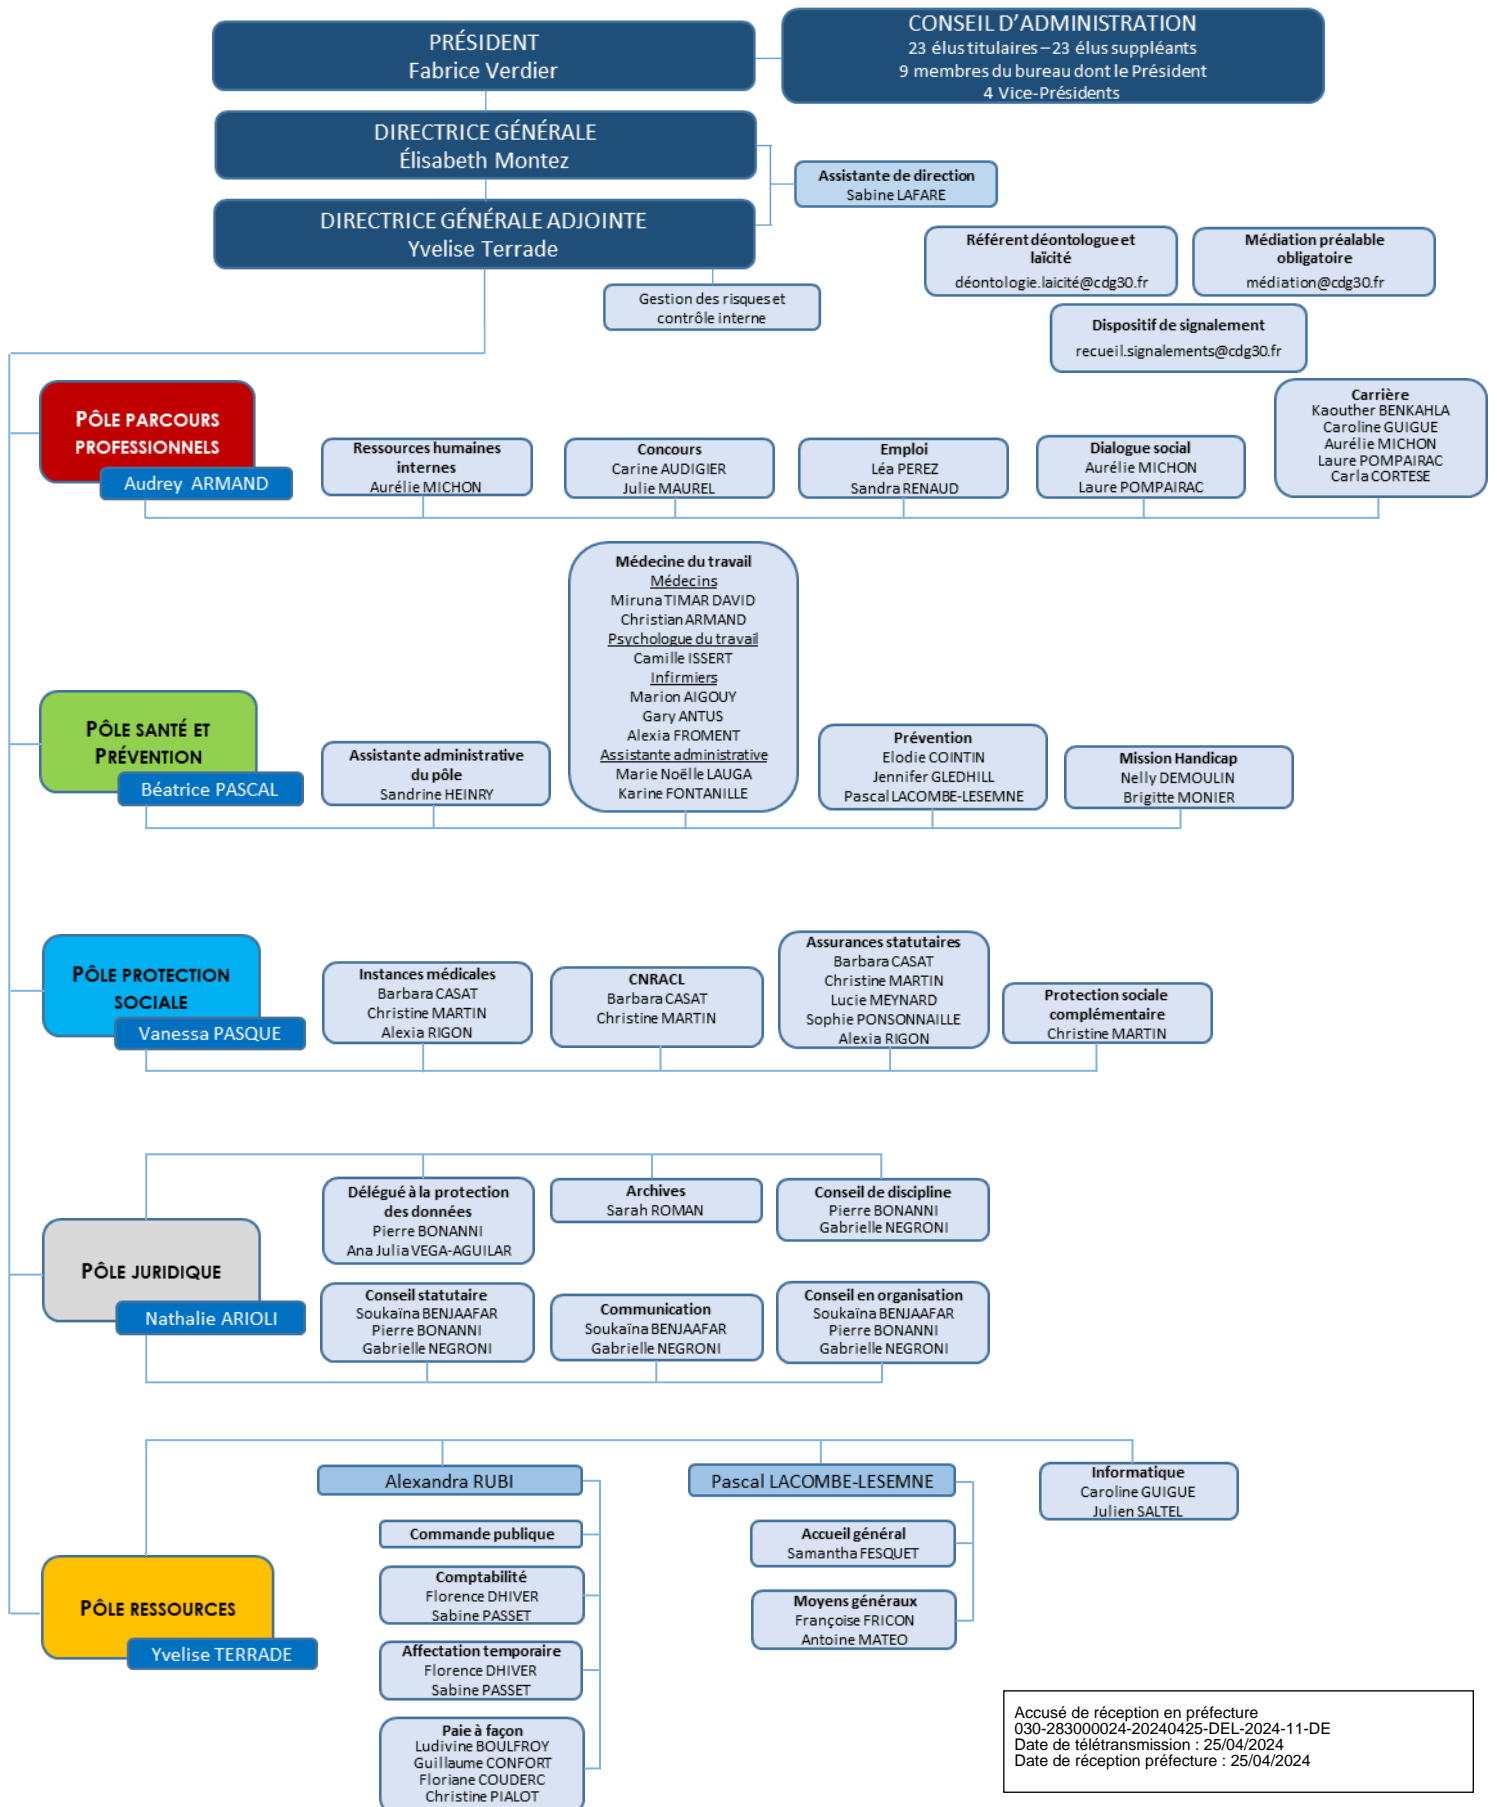 PRÉSIDENT
Fabrice Verdier
CONSEIL D’ADMINISTRATION
23 élus titulaires – 23 élus suppléants
9 membres du bureau dont le Président
4 Vice-Présidents
DIRECTRICE GÉNÉRALE
Élisabeth Montez
Assistante de direction
Sabine LAFARE
DIRECTRICE GÉNÉRALE ADJOINTE
Yvelise Terrade
Référent déontologue et
laïcité
déontologie.laicité@cdg30.fr
Médiation préalable
obligatoire
médiation@cdg30.fr
Gestion des risques et
contrôle interne
Dispositif de signalement
recueil.signalements@cdg30.fr
PÔLE PARCOURS
PROFESSIONNELS
Audrey ARMAND
Ressources humaines
internes
Aurélie MICHON
Concours
Carine AUDIGIER
Julie MAUREL
Emploi
Léa PEREZ
Sandra RENAUD
Dialogue social
Aurélie MICHON
Laure POMPAIRAC
Carrière
Kaouther BENKAHLA
Caroline GUIGUE
Aurélie MICHON
Laure POMPAIRAC
Carla CORTESE
PÔLE SANTÉ ET
PRÉVENTION
Béatrice PASCAL
Assistante administrative
du pôle
Sandrine HEINRY
Médecine du travail
Médecins
Miruna TIMAR DAVID
Christian ARMAND
Psychologue du travail
Camille ISSERT
Infirmiers
Marion AIGOUY
Gary ANTUS
Alexia FROMENT
Assistante administrative
Marie Noëlle LAUGA
Karine FONTANILLE
Prévention
Elodie COINTIN
Jennifer GLEDHILL
Pascal LACOMBE-LESEMNE
Mission Handicap
Nelly DEMOULIN
Brigitte MONIER
PÔLE PROTECTION
SOCIALE
Vanessa PASQUE
Instances médicales
Barbara CASAT
Christine MARTIN
Alexia RIGON
CNRACL
Barbara CASAT
Christine MARTIN
Assurances statutaires
Barbara CASAT
Christine MARTIN
Lucie MEYNARD
Sophie PONSONNAILLE
Alexia RIGON
Protection sociale
complémentaire
Christine MARTIN
PÔLE JURIDIQUE
Nathalie ARIOLI
Délégué à la protection
des données
Pierre BONANNI
Ana Julia VEGA-AGUILAR
Archives
Sarah ROMAN
Conseil de discipline
Pierre BONANNI
Gabrielle NEGRONI
Conseil statutaire
Soukaïna BENJAAFAR
Pierre BONANNI
Gabrielle NEGRONI
Communication
Soukaïna BENJAAFAR
Gabrielle NEGRONI
Conseil en organisation
Soukaïna BENJAAFAR
Pierre BONANNI
Gabrielle NEGRONI
PÔLE RESSOURCES
Yvelise TERRADE
Alexandra RUBI
Commande publique
Comptabilité
Florence DHIVER
Sabine PASSET
Affectation temporaire
Florence DHIVER
Sabine PASSET
Paie à façon
Ludivine BOULFROY
Guillaume CONFORT
Floriane COUDERC
Christine PIALOT
Pascal LACOMBE-LESEMNE
Accueil général
Samantha FESQUET
Moyens généraux
Françoise FRICON
Antoine MATEO
Informatique
Caroline GUIGUE
Julien SALTEL
Accusé de réception en préfecture
030-283000024-20240425-DEL-2024-11-DE
Date de télétransmission : 25/04/2024
Date de réception préfecture : 25/04/2024